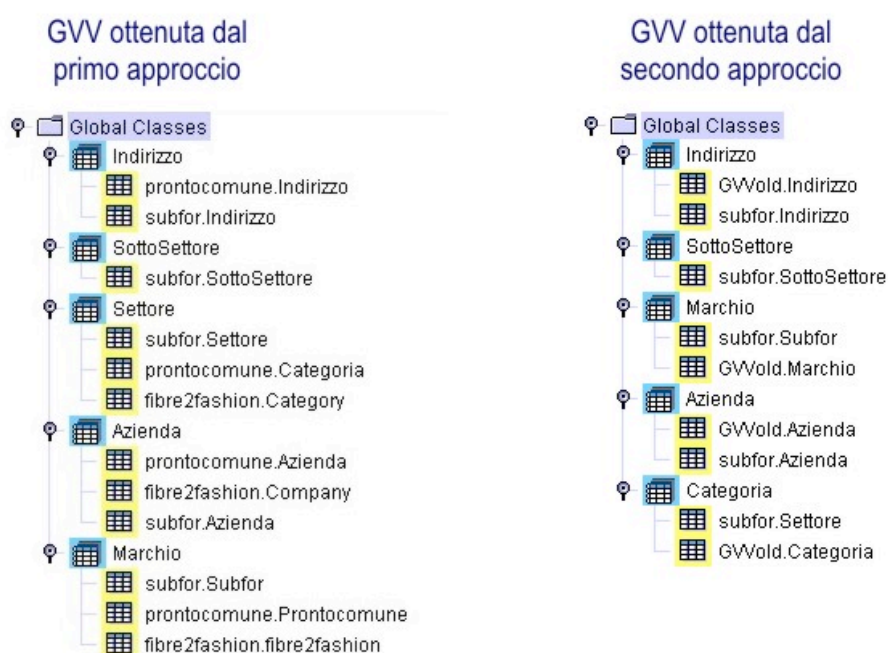 GVV ottenuta dal
primo approccio
Global Classes
Indirizzo
prontocomune.Indirizzo
subfor.Indirizzo
SottoSettore
subfor.SottoSettore
Settore
subfor.Settore
prontocomune.Categoria
fibre2fashion.Category
Azienda
prontocomune.Azienda
fibre2fashion.Company
subfor.Azienda
Marchio
subfor.Subfor
prontocomune.Prontocomune
fibre2fashion.fibre2fashion
GVV ottenuta dal
secondo approccio
Global Classes
Indirizzo
GVVold.Indirizzo
subfor.Indirizzo
SottoSettore
subfor.SottoSettore
Marchio
subfor.Subfor
GVVold.Marchio
Azienda
GVVold.Azienda
subfor.Azienda
Categoria
subfor.Settore
GVVold.Categoria